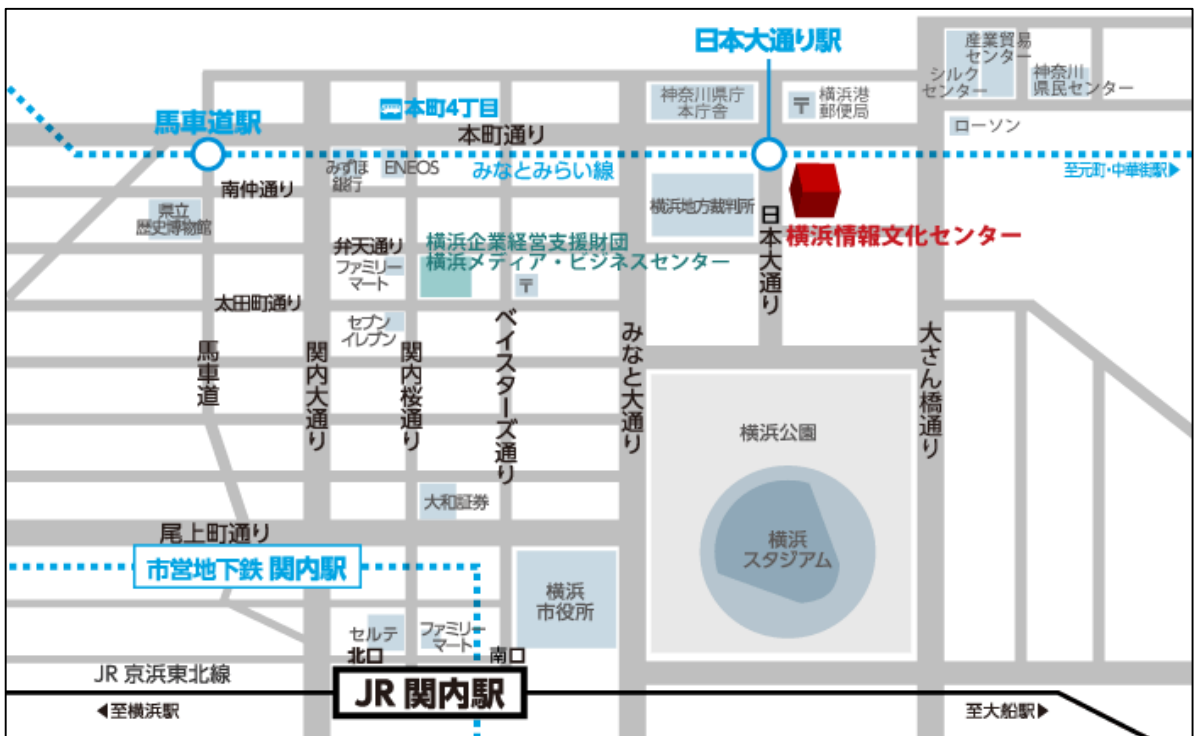 日本大通り駅
産業貿易
センター
シルク
センター
神奈川
県民センター
神奈川県庁
本庁舎
〒
横浜港
郵便局
本町4丁目
馬車道駅
本町通り
ローソン
みずほ
銀行
ENEOS
みなとみらい線
至元町・中華街駅▶
南仲通り
県立
歴史博物館
横浜地方裁判所
日本大通り
横浜情報文化センター
弁天通り
横浜企業経営支援財団
横浜メディア・ビジネスセンター
ファミリー
マート
〒
太田町通り
セブン
イレブン
馬車道
関内大通り
関内桜通り
ベイスターズ通り
みなと大通り
大さん橋通り
横浜公園
大和証券
横浜
スタジアム
尾上町通り
市営地下鉄 関内駅
横浜
市役所
セルテ
ファミリー
マート
北口
南口
JR 京浜東北線
JR 関内駅
◀至横浜駅
至大船駅▶